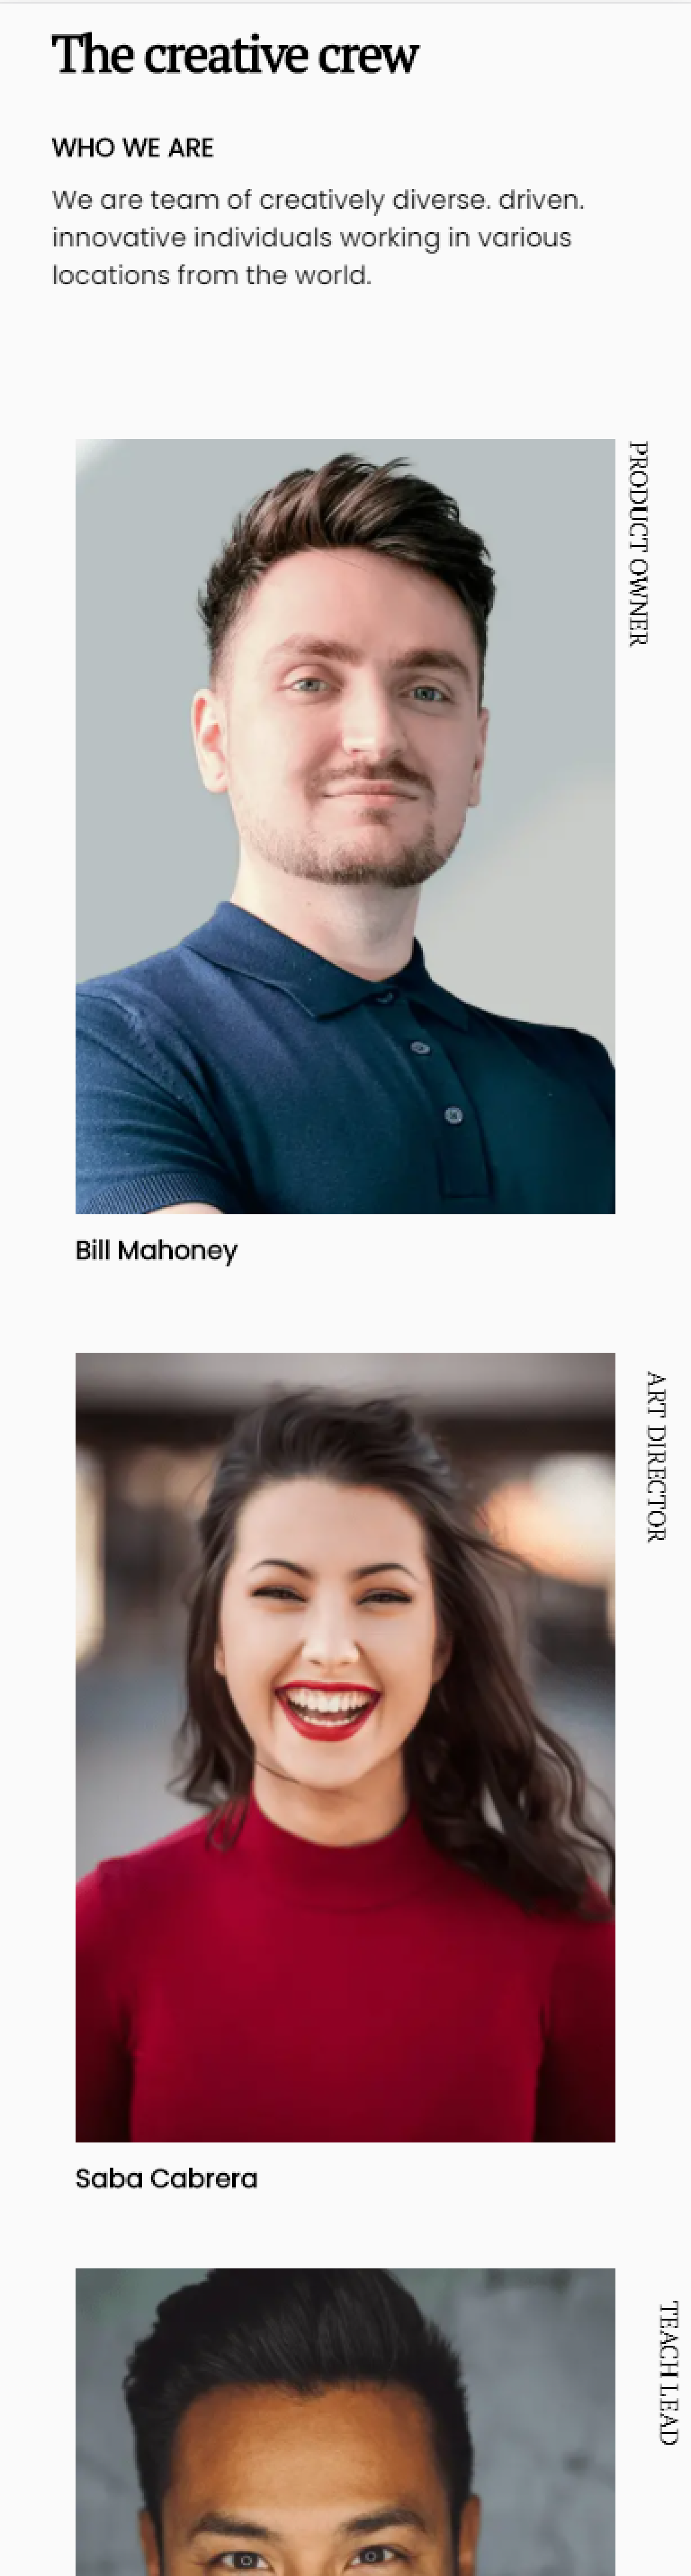 The creative crew
WHO WE ARE
We are team of creatively diverse. driven.
innovative individuals working in various
locations from the world.
PRODUCT OWNER
Bill Mahoney
ART DIRECTOR
Saba Cabrera
TEACH LEAD